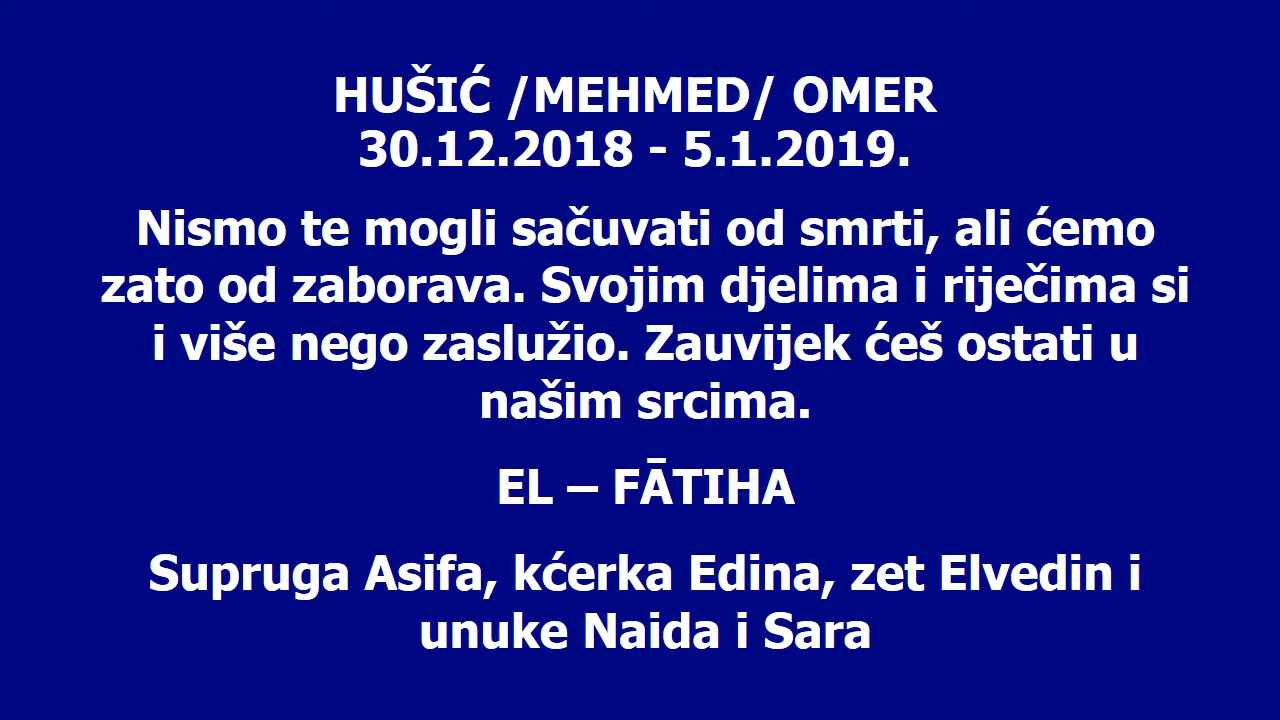 HUŠIĆ /MEHMED/ OMER
30.12.2018 - 5.1.2019.
Nismo te mogli sačuvati od smrti, ali ćemo
zato od zaborava. Svojim djelima i riječima si
i više nego zaslužio. Zauvijek ćeš ostati u
našim srcima.
EL – FĀTIHA
Supruga Asifa, kćerka Edina, zet Elvedin i
unuke Naida i Sara